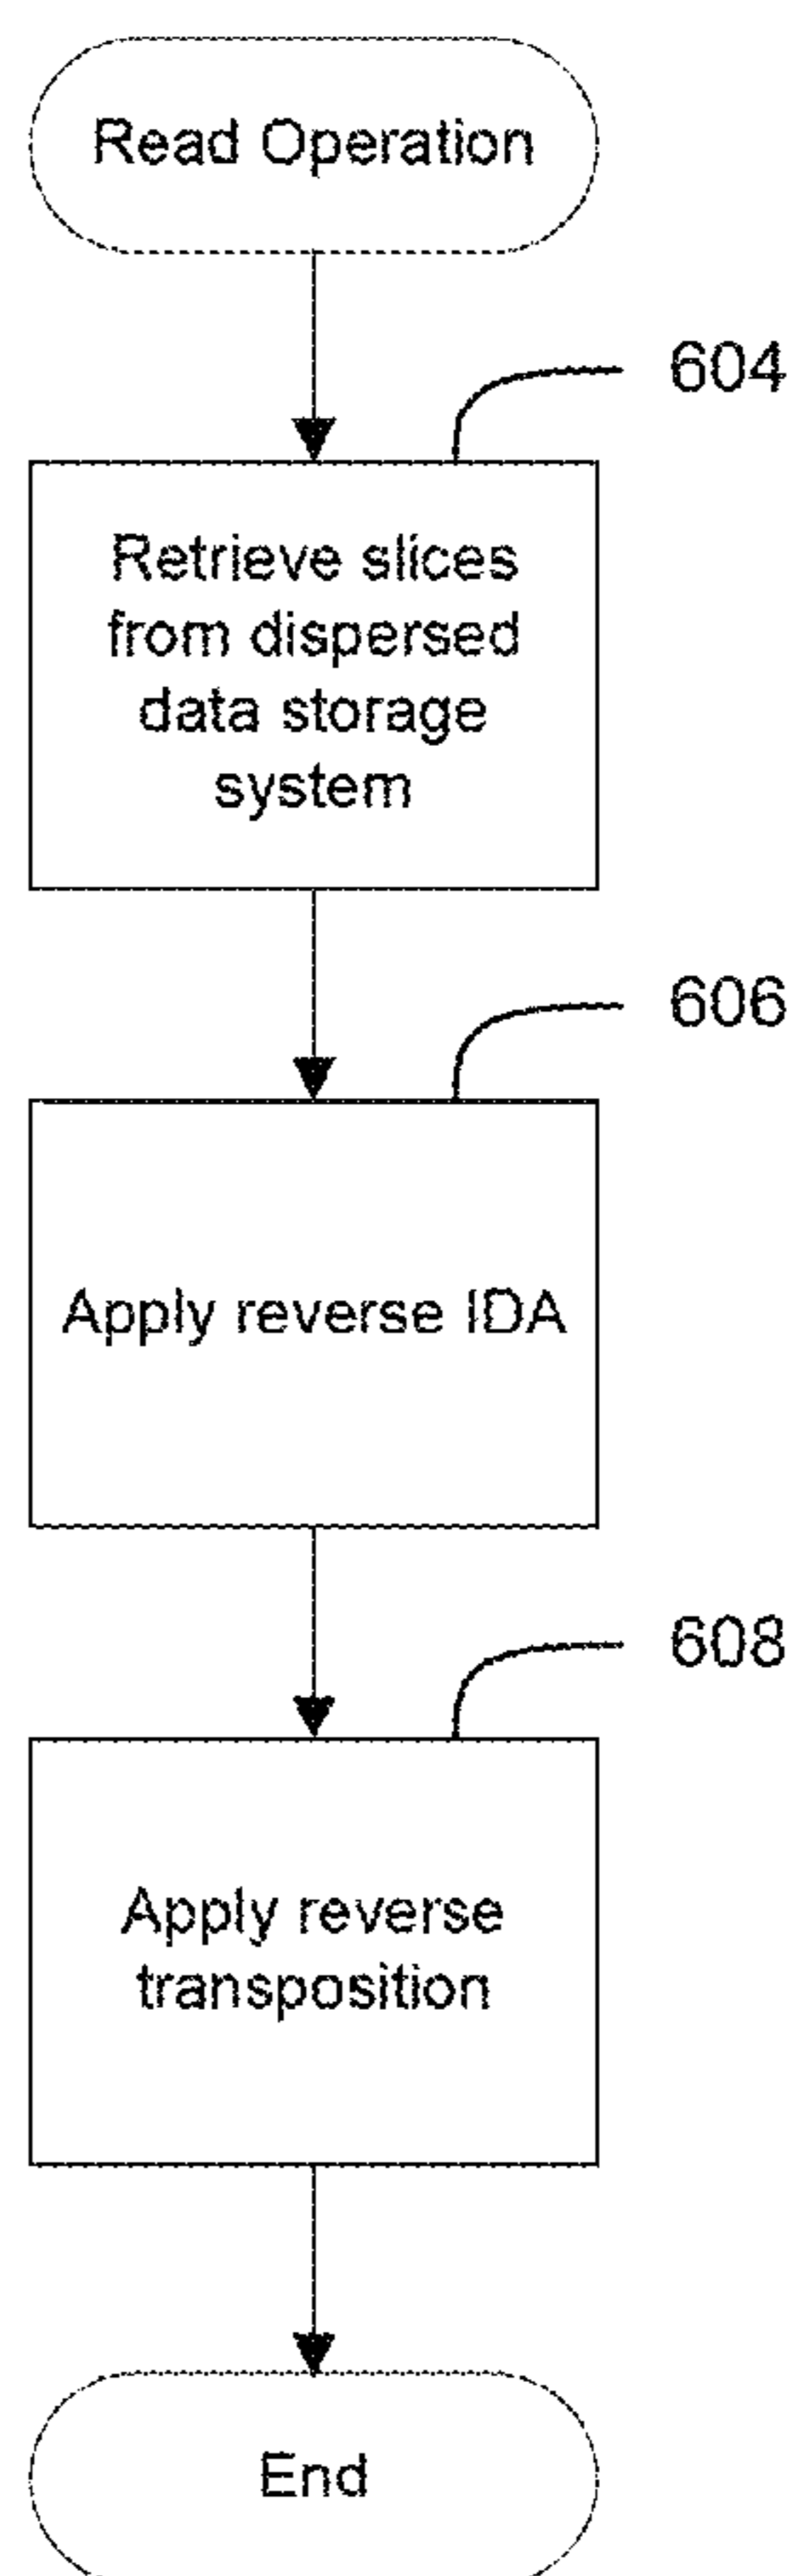 Read Operation
604
Retrieve slices
from dispersed
data storage
system
606
Apply reverse IDA
608
Apply reverse
transposition
End